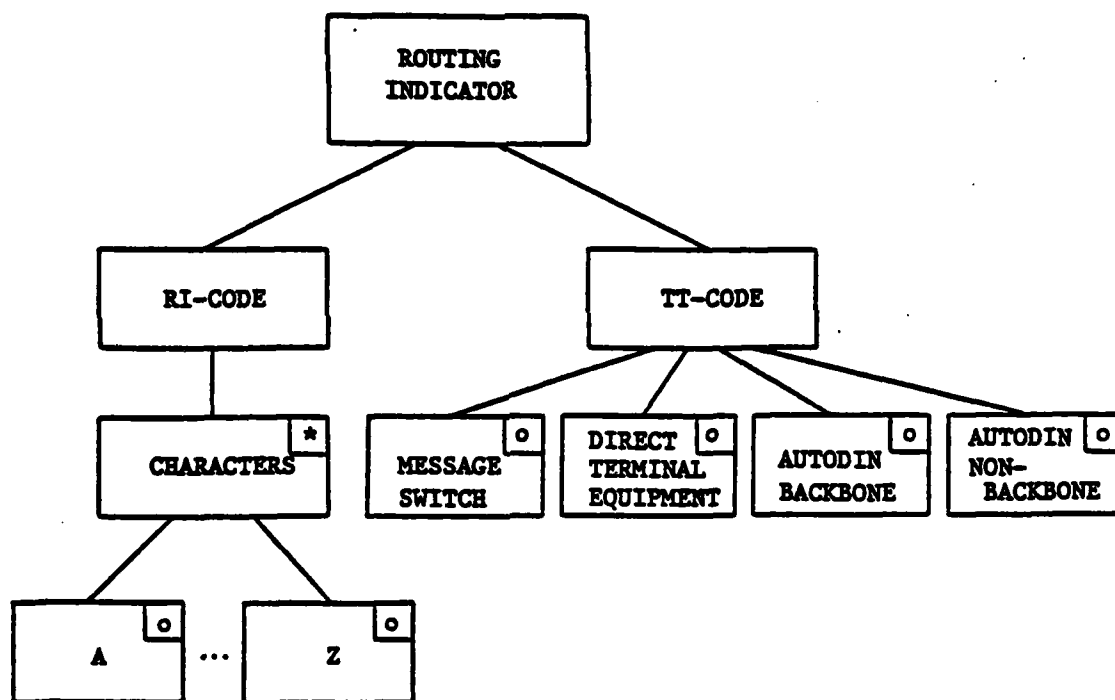 ROUTING
INDICATOR
RI-CODE
TT-CODE
CHARACTERS
*
MESSAGE
SWITCH
o
DIRECT
TERMINAL
EQUIPMENT
o
AUTODIN
BACKBONE
o
AUTODIN
NON-
BACKBONE
o
A
o
...
Z
o